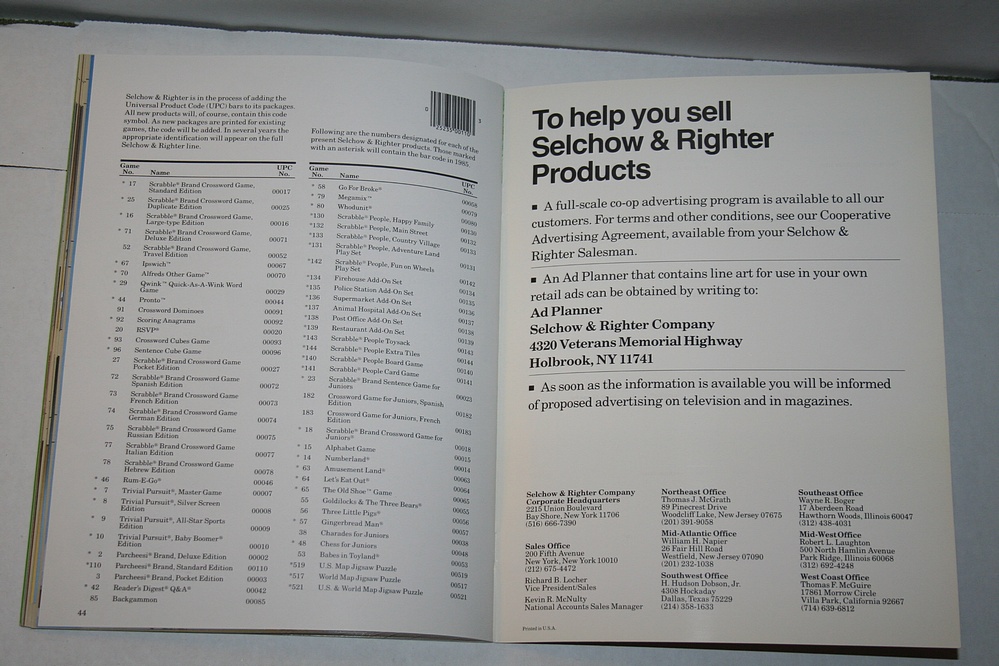 Selchow & Righter is in the process of adding the
Universal Product Code (UPC) bars to its packages.
All new products will, of course, contain this code
symbol. As new packages are printed for existing
games, the code will be added. In several years the
appropriate identification will appear on the full
Selchow & Righter line.
Game No. Name UPC No.
* 17 Scrabble® Brand Crossword Game,
Standard Edition 00017
* 25 Scrabble® Brand Crossword Game,
Duplicate Edition 00025
* 16 Scrabble® Brand Crossword Game,
Large-type Edition 00016
* 71 Scrabble® Brand Crossword Game,
Deluxe Edition 00071
52 Scrabble® Brand Crossword Game,
Travel Edition 00052
* 67 Ipswich™ 00067
* 70 Alfreds Other Game™ 00070
* 29 Qwink™ Quick-As-A-Wink Word
Game 00029
* 44 Pronto™ 00044
91 Crossword Dominoes 00091
* 92 Scoring Anagrams 00092
20 RSVP® 00020
* 93 Crossword Cubes Game 00093
* 96 Sentence Cube Game 00096
27 Scrabble® Brand Crossword Game
Pocket Edition 00027
72 Scrabble® Brand Crossword Game
Spanish Edition 00072
73 Scrabble® Brand Crossword Game
French Edition 00073
74 Scrabble® Brand Crossword Game
German Edition 00074
75 Scrabble® Brand Crossword Game
Russian Edition 00075
77 Scrabble® Brand Crossword Game
Italian Edition 00077
78 Scrabble® Brand Crossword Game
Hebrew Edition 00078
* 46 Rum-E-Go® 00046
* 7 Trivial Pursuit®, Master Game 00007
* 8 Trivial Pursuit®, Silver Screen
Edition 00008
* 9 Trivial Pursuit®, All-Star Sports
Edition 00009
* 10 Trivial Pursuit®, Baby Boomer®
Edition 00010
* 2 Parcheesi® Brand, Deluxe Edition 00002
*110 Parcheesi® Brand, Standard Edition 00110
3 Parcheesi® Brand, Pocket Edition 00003
* 42 Reader's Digest® Q&A® 00042
85 Backgammon 00085
44
Following are the numbers designated for each of the
present Selchow & Righter products. Those marked
with an asterisk will contain the bar code in 1985.
Game No. Name UPC No.
* 58 Go For Broke® 00058
* 79 Megamix™ 00079
* 80 Whodunit® 00080
*130 Scrabble® People, Happy Family 00130
*132 Scrabble® People, Main Street 00132
*133 Scrabble® People, Country Village 00133
*131 Scrabble® People, Adventure Land
Play Set 00131
*142 Scrabble® People, Fun on Wheels
Play Set 00142
*134 Firehouse Add-On Set 00134
*135 Police Station Add-On Set 00135
*136 Supermarket Add-On Set 00136
*137 Animal Hospital Add-On Set 00137
*138 Post Office Add-On Set 00138
*139 Restaurant Add-On Set 00139
*143 Scrabble® People Toysack 00143
*144 Scrabble® People Extra Tiles 00144
*140 Scrabble® People Board Game 00140
*141 Scrabble® People Card Game 00141
* 23 Scrabble® Brand Sentence Game for
Juniors 00023
182 Crossword Game for Juniors, Spanish
Edition 00182
183 Crossword Game for Juniors, French
Edition 00183
* 18 Scrabble® Brand Crossword Game for
Juniors® 00018
* 15 Alphabet Game 00015
* 14 Numberland® 00014
* 63 Amusement Land® 00063
* 64 Let's Eat Out® 00064
* 65 The Old Shoe™ Game 00065
55 Goldilocks & The Three Bears® 00055
56 Three Little Pigs® 00056
* 57 Gingerbread Man® 00057
38 Charades for Juniors 00038
* 48 Chess for Juniors 00048
53 Babes in Toyland® 00053
*519 U.S. Map Jigsaw Puzzle 00519
*517 World Map Jigsaw Puzzle 00517
*521 U.S. & World Map Jigsaw Puzzle 00521
To help you sell
Selchow & Righter
Products
■ A full-scale co-op advertising program is available to all our
customers. For terms and other conditions, see our Cooperative
Advertising Agreement, available from your Selchow &
Righter Salesman.
■ An Ad Planner that contains line art for use in your own
retail ads can be obtained by writing to:
Ad Planner
Selchow & Righter Company
4320 Veterans Memorial Highway
Holbrook, NY 11741
■ As soon as the information is available you will be informed
of proposed advertising on television and in magazines.
Selchow & Righter Company
Corporate Headquarters
2215 Union Boulevard
Bay Shore, New York 11706
(516) 666-7390
Sales Office
200 Fifth Avenue
New York, New York 10010
(212) 675-4472
Richard B. Locher
Vice President/Sales
Kevin R. McNulty
National Accounts Sales Manager
Northeast Office
Thomas J. McGrath
89 Pinecrest Drive
Woodcliff Lake, New Jersey 07675
(201) 391-9058
Mid-Atlantic Office
William H. Napier
26 Fair Hill Road
Westfield, New Jersey 07090
(201) 232-1038
Southwest Office
H. Hudson Dobson, Jr.
4308 Hockaday
Dallas, Texas 75229
(214) 358-1633
Southeast Office
Wayne R. Boger
17 Aberdeen Road
Hawthorn Woods, Illinois 60047
(312) 438-4031
Mid-West Office
Robert L. Laughton
500 North Hamlin Avenue
Park Ridge, Illinois 60068
(312) 692-4248
West Coast Office
Thomas F. McGuire
17861 Morrow Circle
Villa Park, California 92667
(714) 639-6812
Printed in U.S.A.